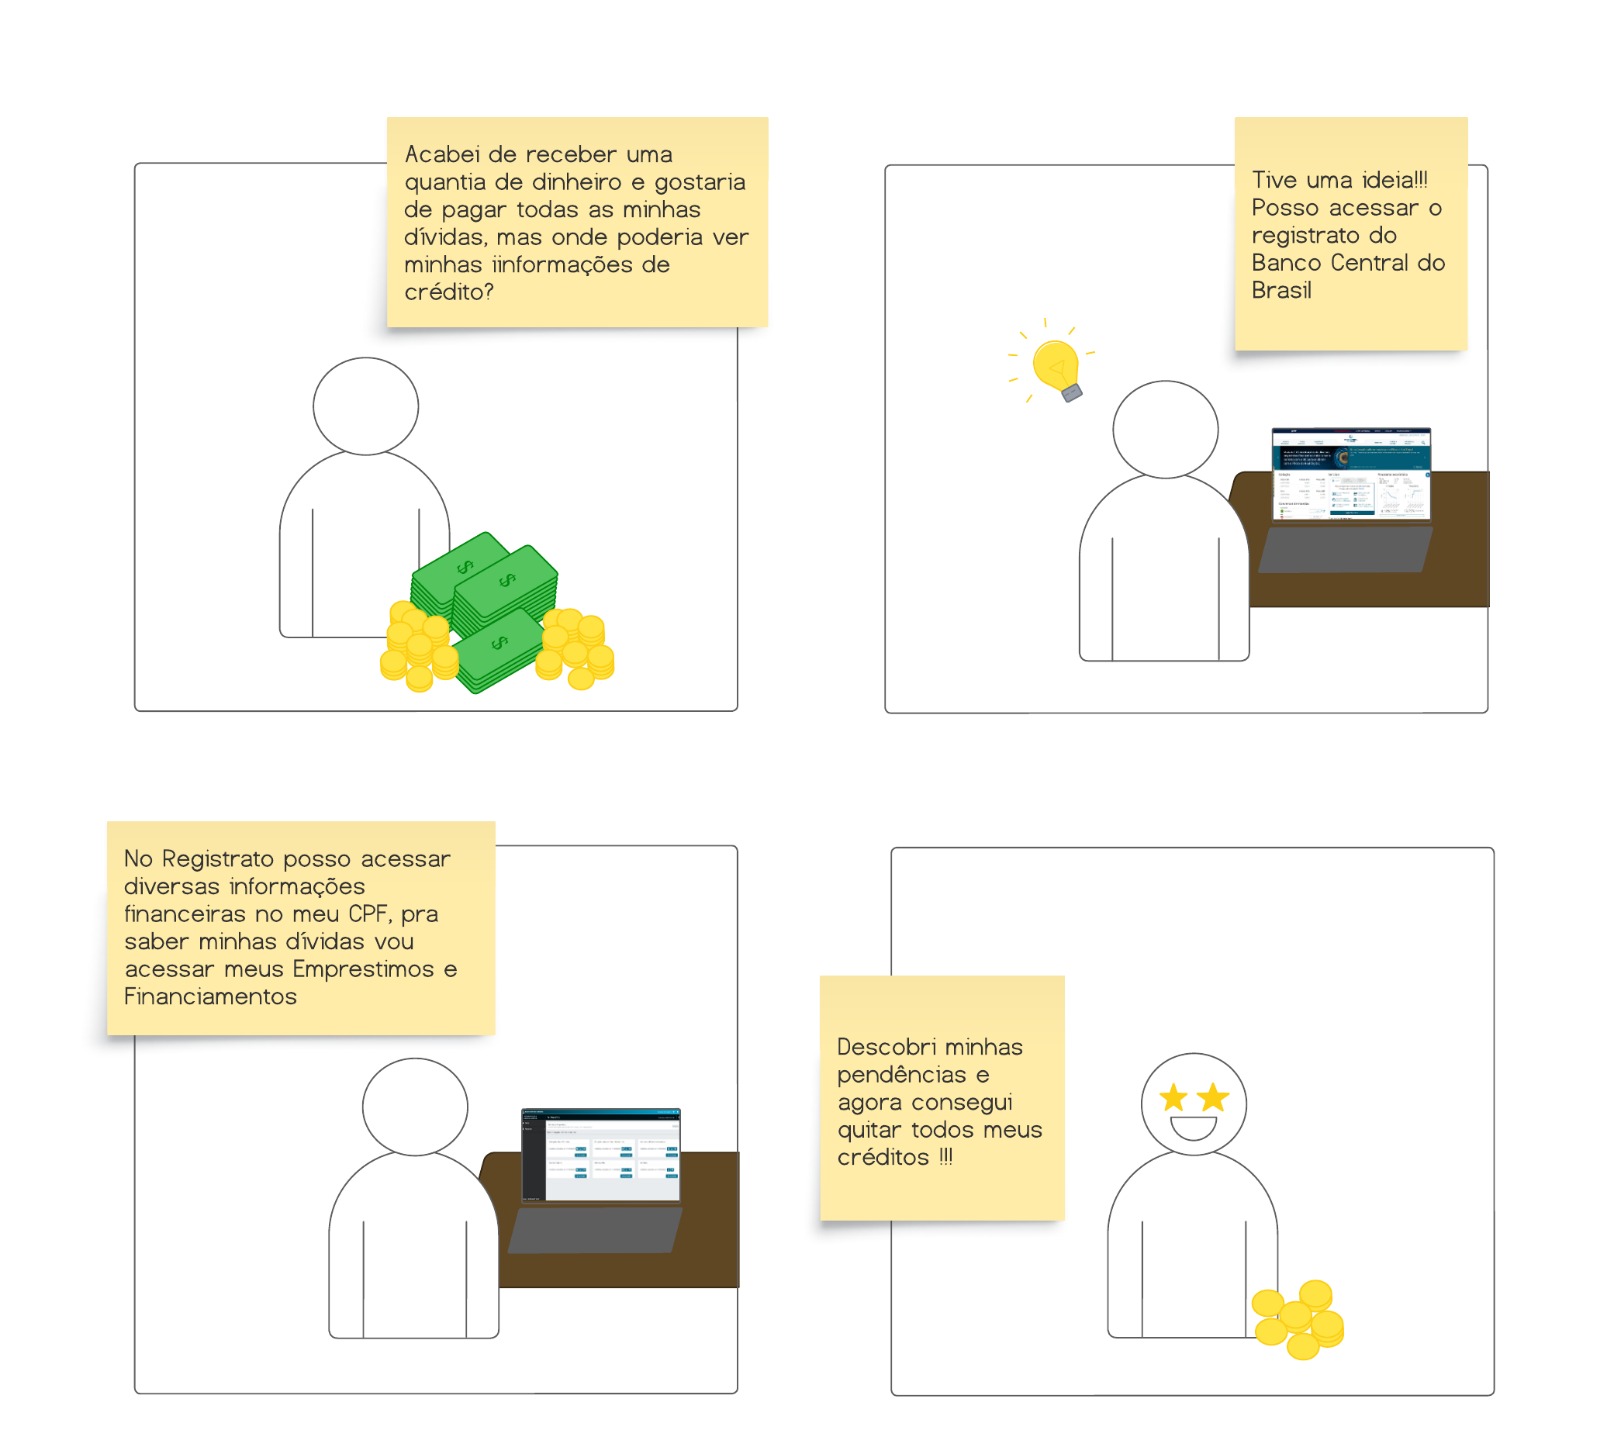 Acabei de receber uma
quantia de dinheiro e gostaria
de pagar todas as minhas
dívidas, mas onde poderia ver
minhas iinformações de
crédito?
Tive uma ideia!!!
Posso acessar o
registrato do
Banco Central do
Brasil
$
$
$
No Registrato posso acessar
diversas informações
financeiras no meu CPF, pra
saber minhas dívidas vou
acessar meus Emprestimos e
Financiamentos
Descobri minhas
pendências e
agora consegui
quitar todos meus
créditos !!!